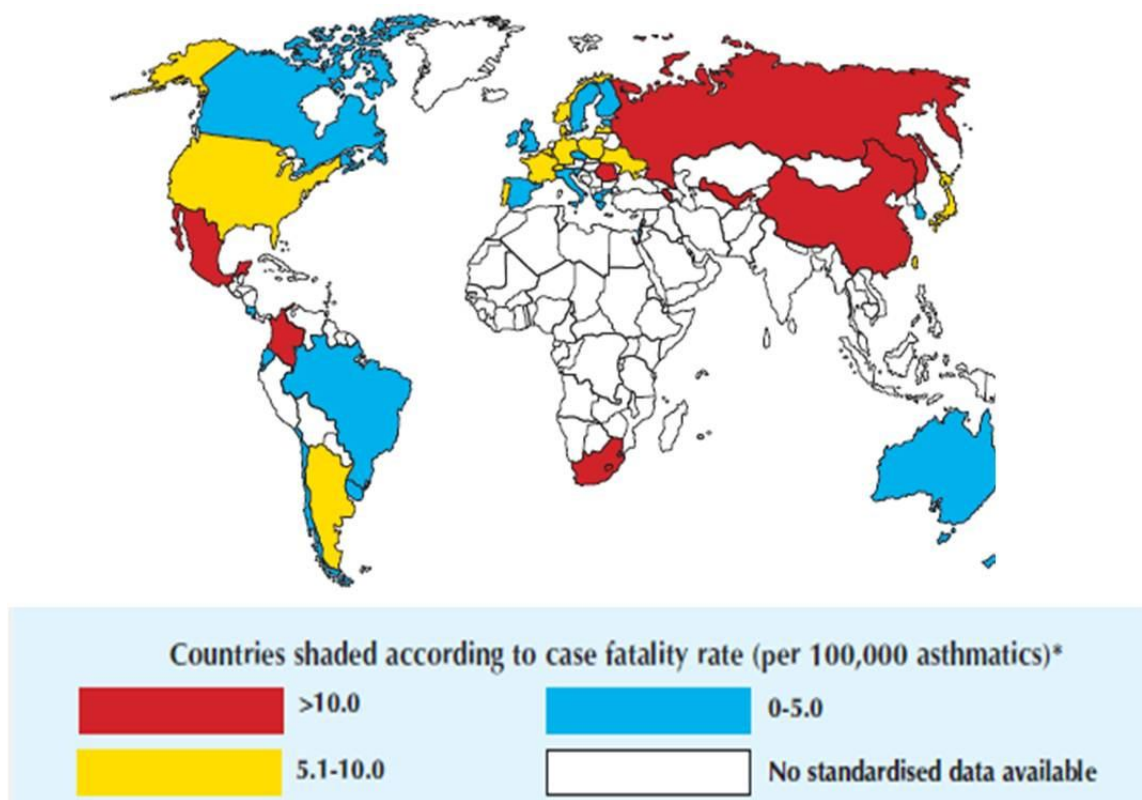 Countries shaded according to case fatality rate (per 100,000 asthmatics)*
>10.0
0-5.0
5.1-10.0
No standardised data available